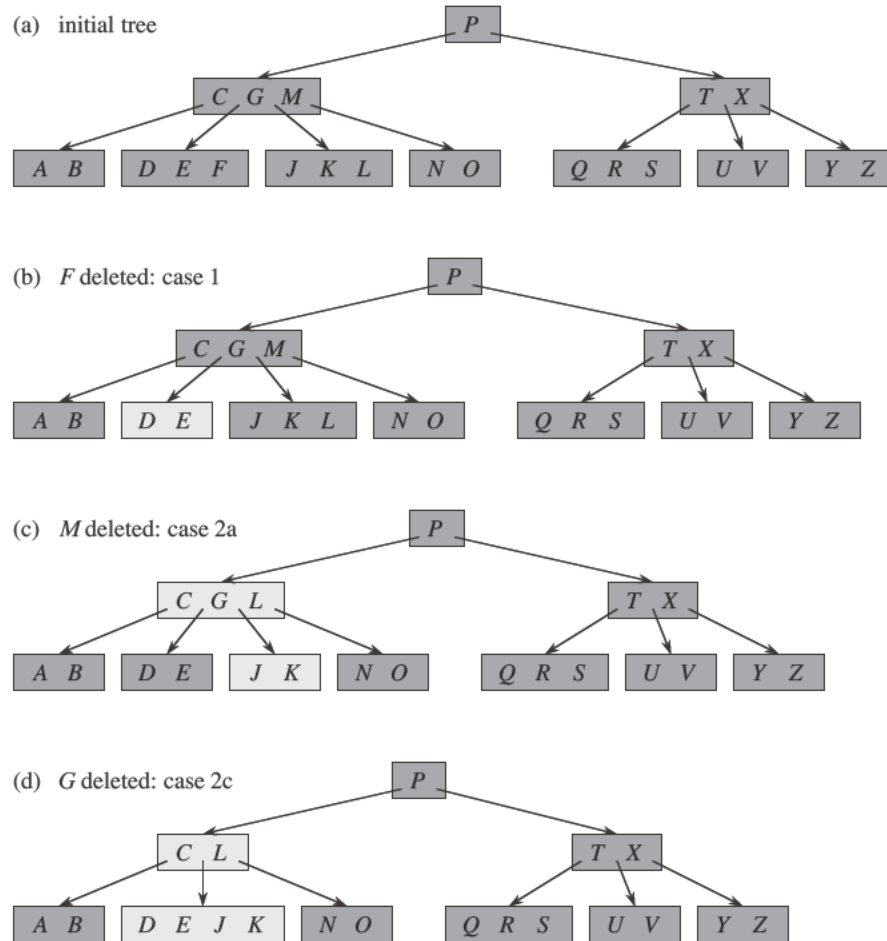 (a) initial tree
P
C G M T X
A B D E F J K L N O Q R S U V Y Z
(b) F deleted: case 1
P
C G M T X
A B D E J K L N O Q R S U V Y Z
(c) M deleted: case 2a
P
C G L T X
A B D E J K N O Q R S U V Y Z
(d) G deleted: case 2c
P
C L T X
A B D E J K N O Q R S U V Y Z